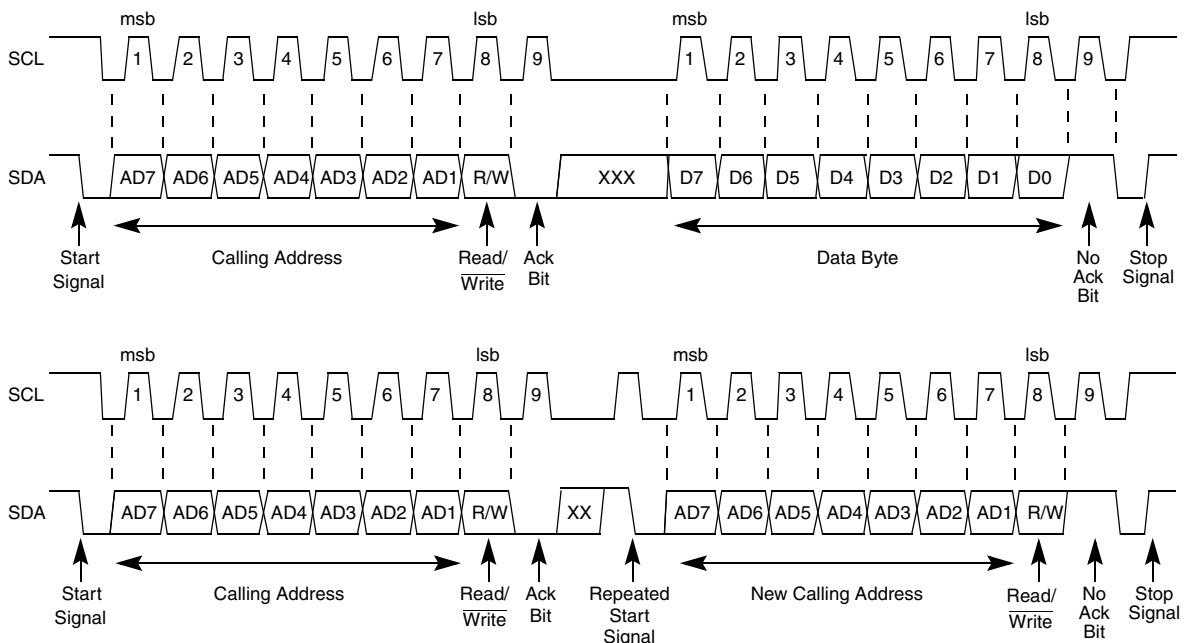 msb lsb msb lsb
SCL 1 2 3 4 5 6 7 8 9 1 2 3 4 5 6 7 8 9
SDA AD7 AD6 AD5 AD4 AD3 AD2 AD1 R/W XXX D7 D6 D5 D4 D3 D2 D1 D0
Start Signal
Calling Address
Read/
Write
Ack Bit
Data Byte
No Ack Bit
Stop Signal
msb lsb msb lsb
SCL 1 2 3 4 5 6 7 8 9 1 2 3 4 5 6 7 8 9
SDA AD7 AD6 AD5 AD4 AD3 AD2 AD1 R/W XX AD7 AD6 AD5 AD4 AD3 AD2 AD1 R/W
Start Signal
Calling Address
Read/
Write
Ack Bit
Repeated Start Signal
New Calling Address
Read/
Write
No Ack Bit
Stop Signal